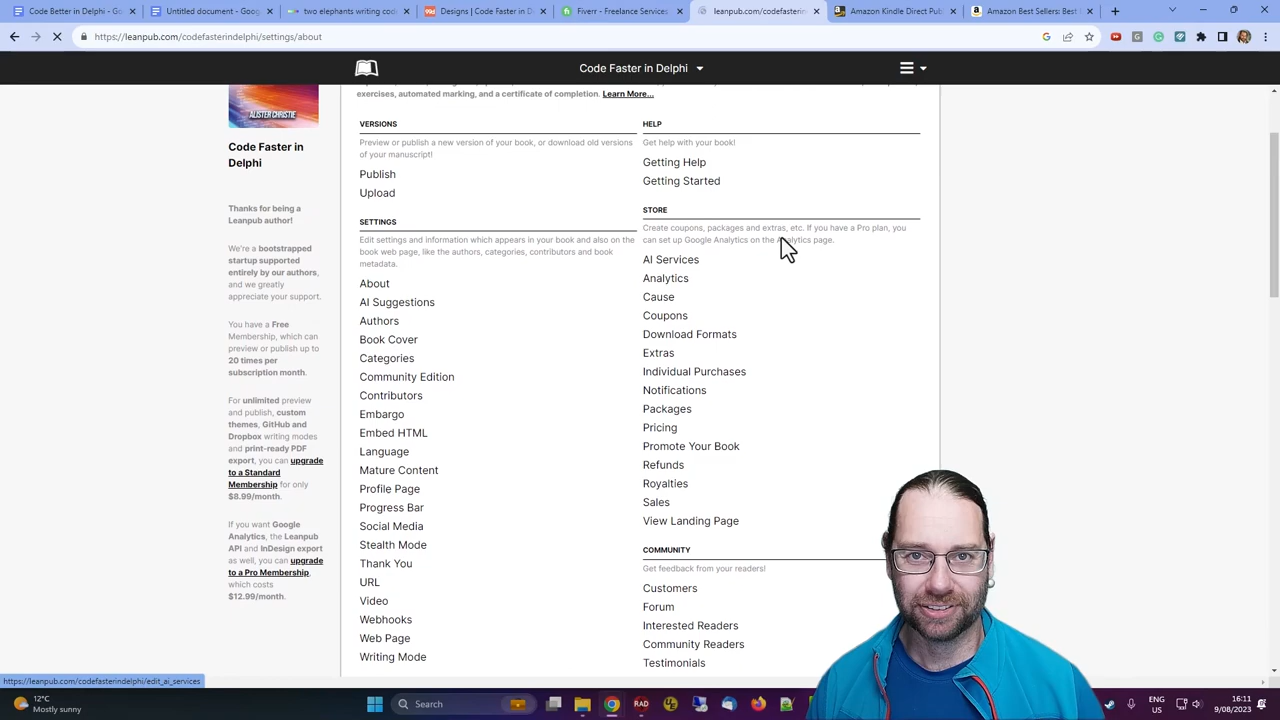 Code Better in Del
Untitled document
Designs | Code Fast
Fiverr - Freelance Serv
leanpub.com/codefasterin
Amazon Kindle Direct Pub
Amazon Best Sellers: Best
https://leanpub.com/codefasterindelphi/settings/about
Code Faster in Delphi
ALISTER CHRISTIE
Code Faster in
Delphi
Thanks for being a
Leanpub author!
We're a bootstrapped
startup supported
entirely by our authors,
and we greatly
appreciate your support.
You have a Free
Membership, which can
preview or publish up to
20 times per
subscription month.
For unlimited preview
and publish, custom
themes, GitHub and
Dropbox writing modes
and print-ready PDF
export, you can upgrade
to a Standard
Membership for only
$8.99/month.
If you want Google
Analytics, the Leanpub
API and InDesign export
as well, you can upgrade
to a Pro Membership,
which costs
$12.99/month.
exercises, automated marking, and a certificate of completion. Learn More...
VERSIONS
Preview or publish a new version of your book, or download old versions
of your manuscript!
Publish
Upload
SETTINGS
Edit settings and information which appears in your book and also on the
book web page, like the authors, categories, contributors and book
metadata.
About
AI Suggestions
Authors
Book Cover
Categories
Community Edition
Contributors
Embargo
Embed HTML
Language
Mature Content
Profile Page
Progress Bar
Social Media
Stealth Mode
Thank You
URL
Video
Webhooks
Web Page
Writing Mode
HELP
Get help with your book!
Getting Help
Getting Started
STORE
Create coupons, packages and extras, etc. If you have a Pro plan, you
can set up Google Analytics on the Analytics page.
AI Services
Analytics
Cause
Coupons
Download Formats
Extras
Individual Purchases
Notifications
Packages
Pricing
Promote Your Book
Refunds
Royalties
Sales
View Landing Page
COMMUNITY
Get feedback from your readers!
Customers
Forum
Interested Readers
Community Readers
Testimonials
https://leanpub.com/codefasterindelphi/edit_ai_services
12°C
Mostly sunny
Search
RAD
ENG
US
16:11
9/08/2023